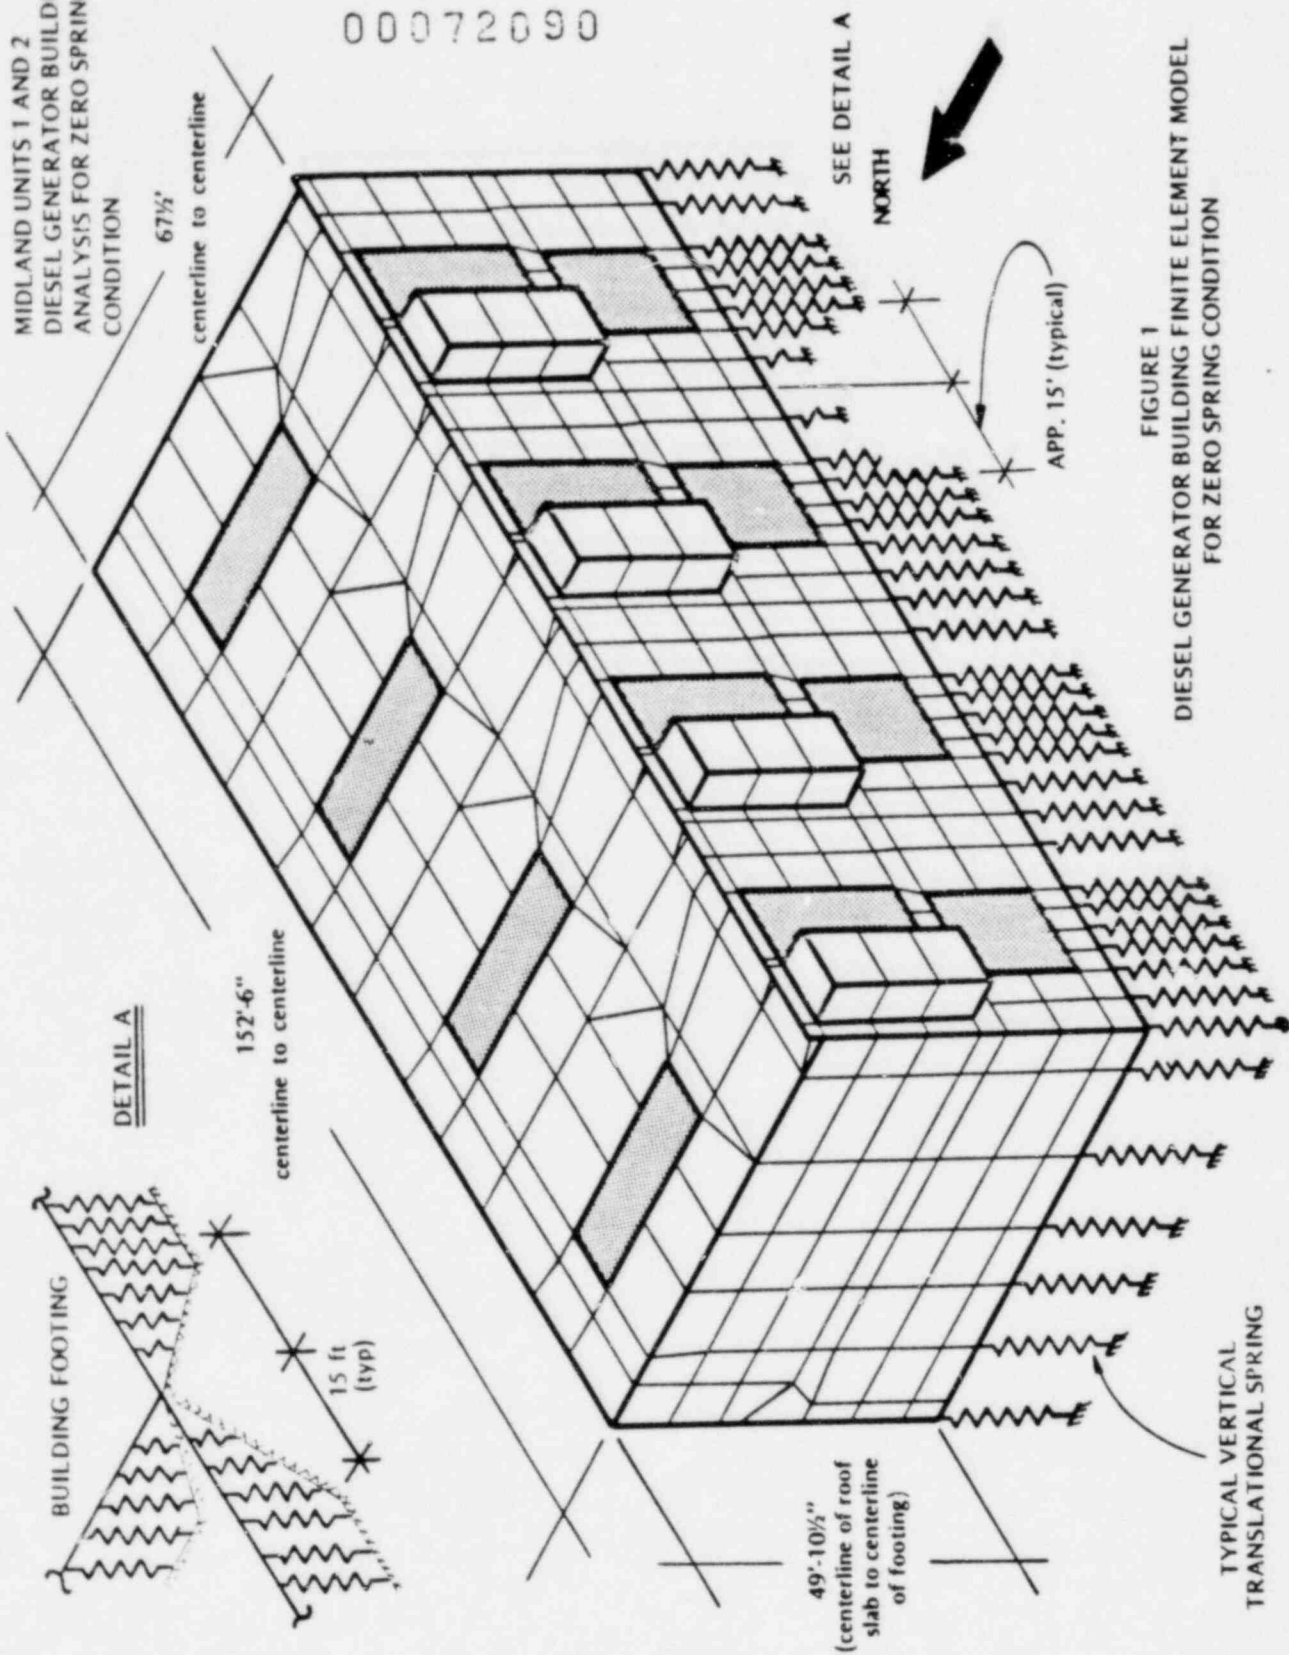 00072090
MIDLAND UNITS 1 AND 2
DIESEL GENERATOR BUILD
ANALYSIS FOR ZERO SPRIN
CONDITION
67½'
centerline to centerline
DETAIL A
152'-6"
centerline to centerline
BUILDING FOOTING
15 ft
(typ)
SEE DETAIL A
NORTH
APP. 15' (typical)
49'-10½"
(centerline of roof
slab to centerline
of footing)
TYPICAL VERTICAL
TRANSLATIONAL SPRING
FIGURE 1
DIESEL GENERATOR BUILDING FINITE ELEMENT MODEL
FOR ZERO SPRING CONDITION